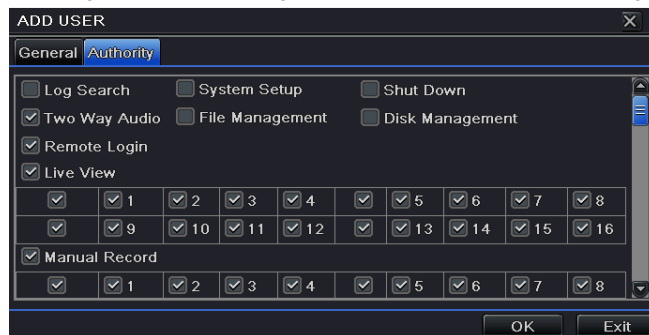 ADD USER X
General Authority
Log Search System Setup Shut Down
Two Way Audio File Management Disk Management
Remote Login
Live View
1 2 3 4 5 6 7 8
9 10 11 12 13 14 15 16
Manual Record
1 2 3 4 5 6 7 8
OK Exit